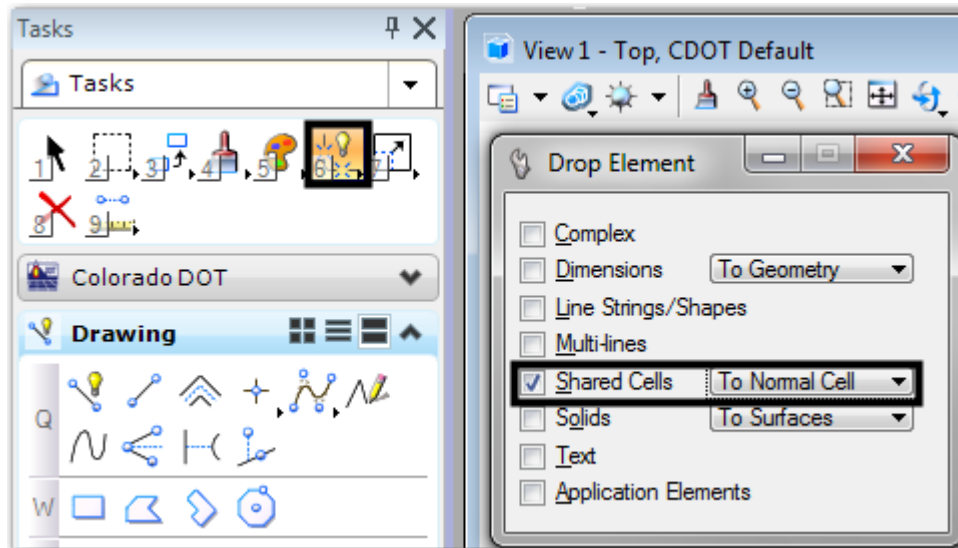 Tasks
Tasks
1 2 3 4 5 6 7
8 9
Colorado DOT
Drawing
Q
W
View 1 - Top, CDOT Default
Drop Element
Complex
Dimensions To Geometry
Line Strings/Shapes
Multi-lines
Shared Cells To Normal Cell
Solids To Surfaces
Text
Application Elements